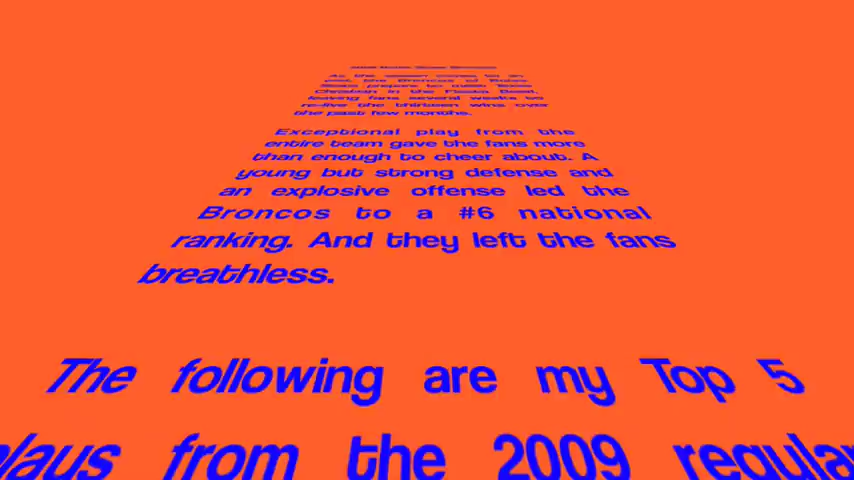 As the season comes to an
end, the Broncos of Boise
State prepare to meet Texas
Christian in the Fiesta Bowl,
leaving fans several weeks to
re-live the thirteen wins over
the past few months.
Exceptional play from the
entire team gave the fans more
than enough to cheer about. A
young but strong defense and
an explosive offense led the
Broncos to a #6 national
ranking. And they left the fans
breathless.
The following are my Top 5
plays from the 2009 regular